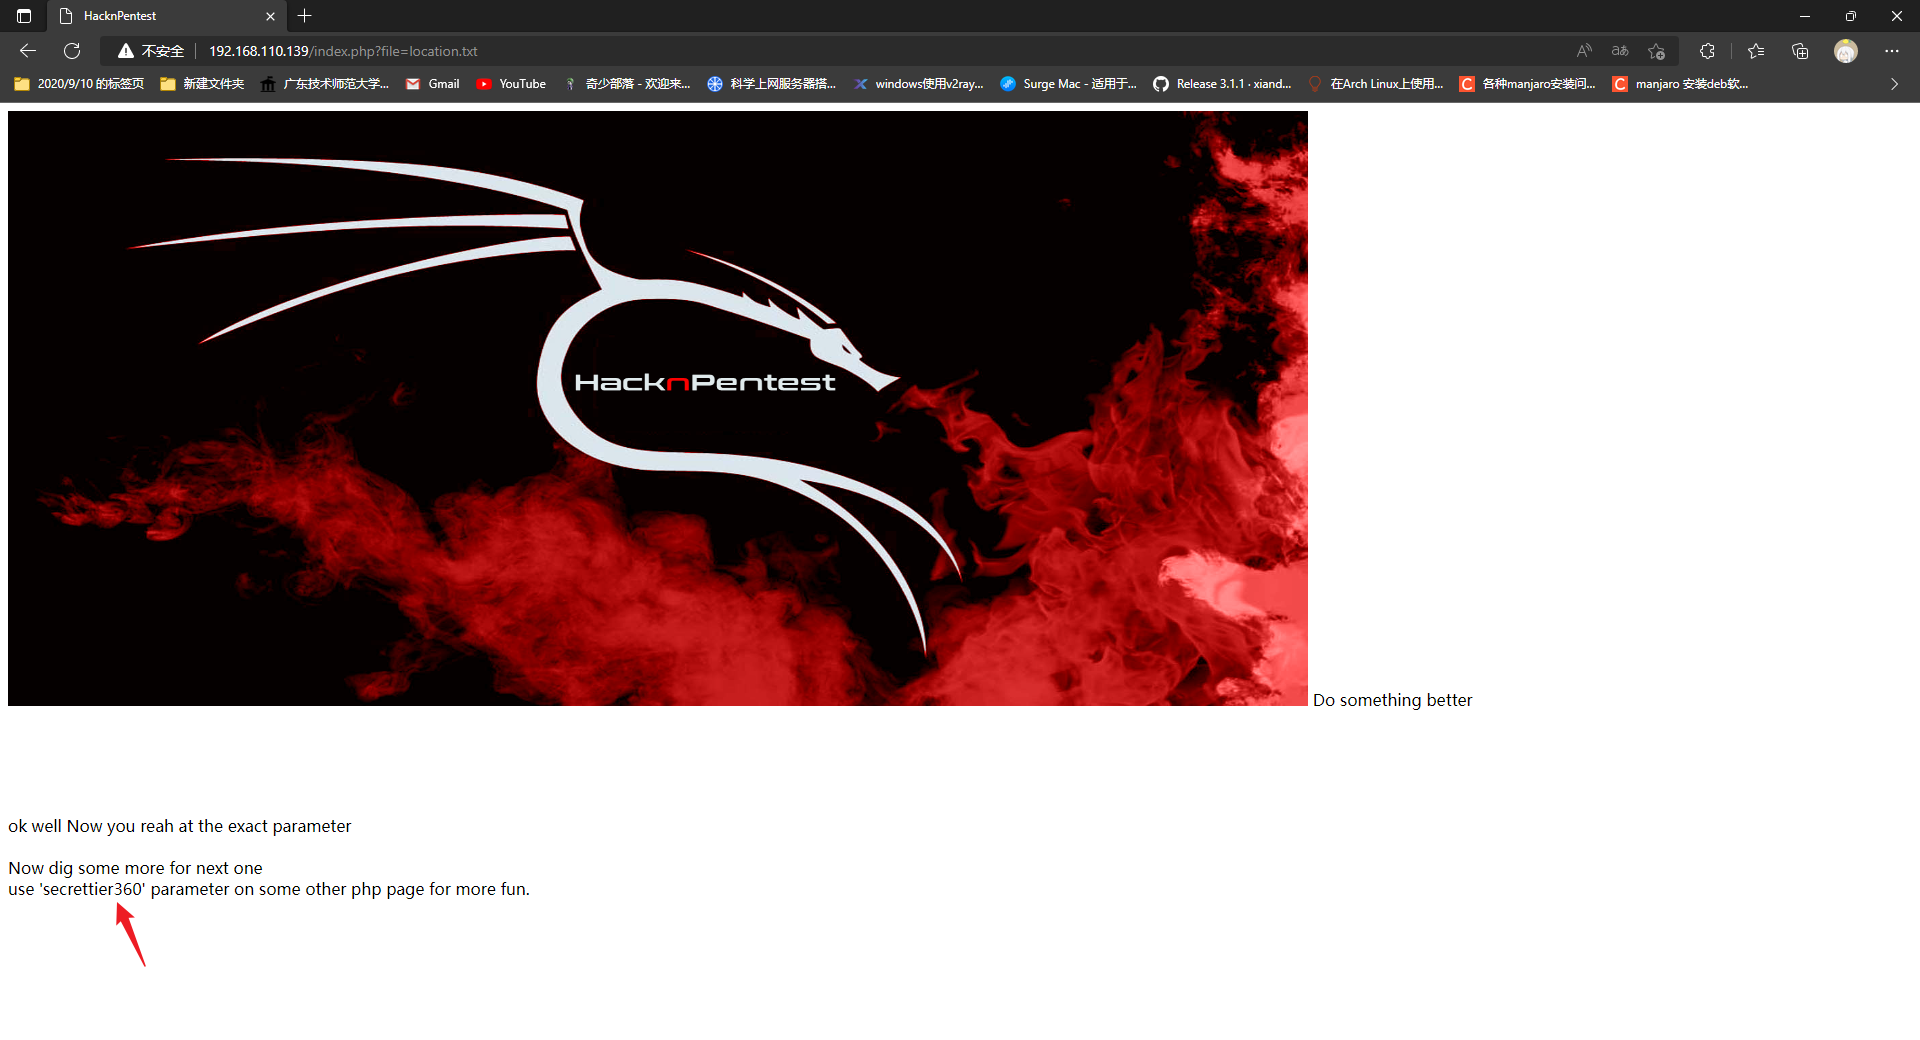 HacknPentest
不安全 192.168.110.139/index.php?file=location.txt
2020/9/10 的标签页 新建文件夹 广东技术师范大学... Gmail YouTube 奇少部落 - 欢迎来... 科学上网服务器搭... windows使用v2ray... Surge Mac - 适用于... Release 3.1.1 · xiand... 在Arch Linux上使用... 各种manjaro安装问... manjaro 安装deb软...
HacknPentest
Do something better
ok well Now you reah at the exact parameter
Now dig some more for next one
use 'secrettier360' parameter on some other php page for more fun.